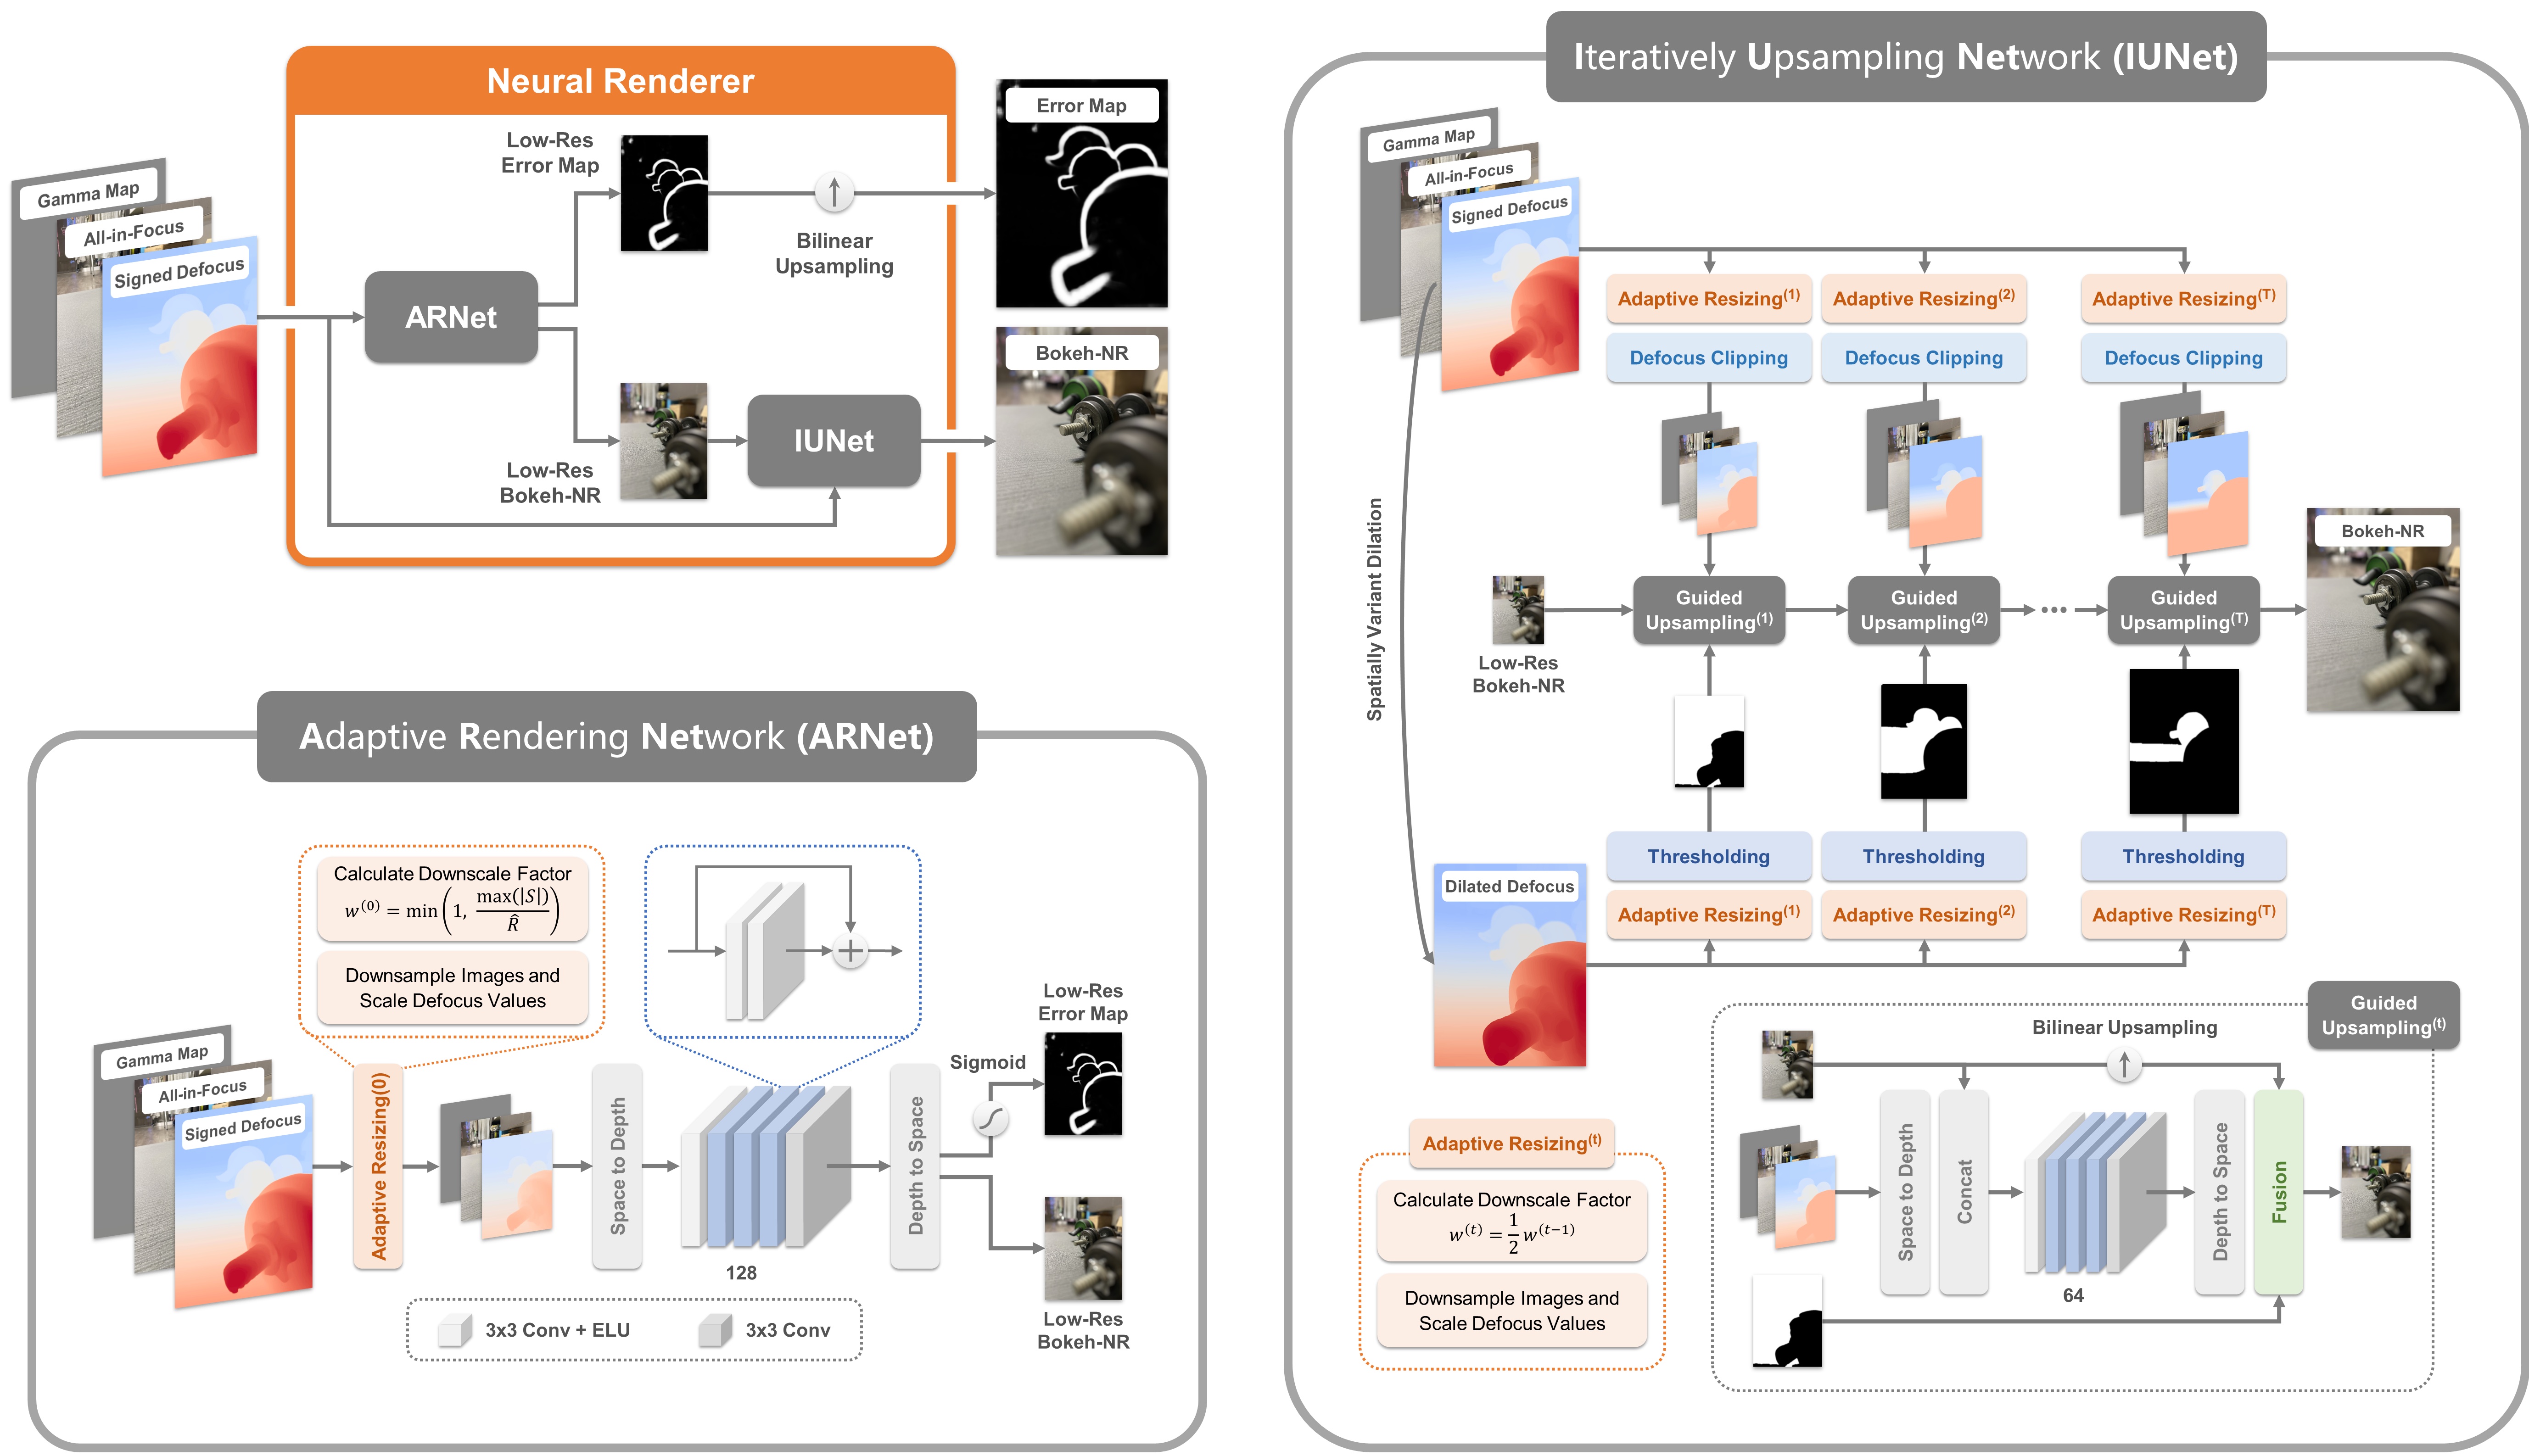 Neural Renderer
Gamma Map
All-in-Focus
Signed Defocus
ARNet
Low-Res
Error Map
Bilinear
Upsampling
Low-Res
Bokeh-NR
IUNet
Error Map
Bokeh-NR
Adaptive Rendering Network (ARNet)
Calculate Downscale Factor
w^(0) = min(1, max(|S|) / R̂)
Downsample Images and
Scale Defocus Values
Gamma Map
All-in-Focus
Signed Defocus
Adaptive Resizing(0)
Space to Depth
128
Depth to Space
Sigmoid
Low-Res
Error Map
Low-Res
Bokeh-NR
3x3 Conv + ELU
3x3 Conv
Iteratively Upsampling Network (IUNet)
Gamma Map
All-in-Focus
Signed Defocus
Adaptive Resizing(1)
Adaptive Resizing(2)
Adaptive Resizing(T)
Defocus Clipping
Defocus Clipping
Defocus Clipping
Spatially Variant Dilation
Low-Res
Bokeh-NR
Guided
Upsampling(1)
Guided
Upsampling(2)
•••
Guided
Upsampling(T)
Bokeh-NR
Thresholding
Thresholding
Thresholding
Dilated Defocus
Adaptive Resizing(1)
Adaptive Resizing(2)
Adaptive Resizing(T)
Adaptive Resizing(t)
Calculate Downscale Factor
w^(t) = 1/2 w^(t−1)
Downsample Images and
Scale Defocus Values
Guided
Upsampling(t)
Bilinear Upsampling
Space to Depth
Concat
64
Depth to Space
Fusion